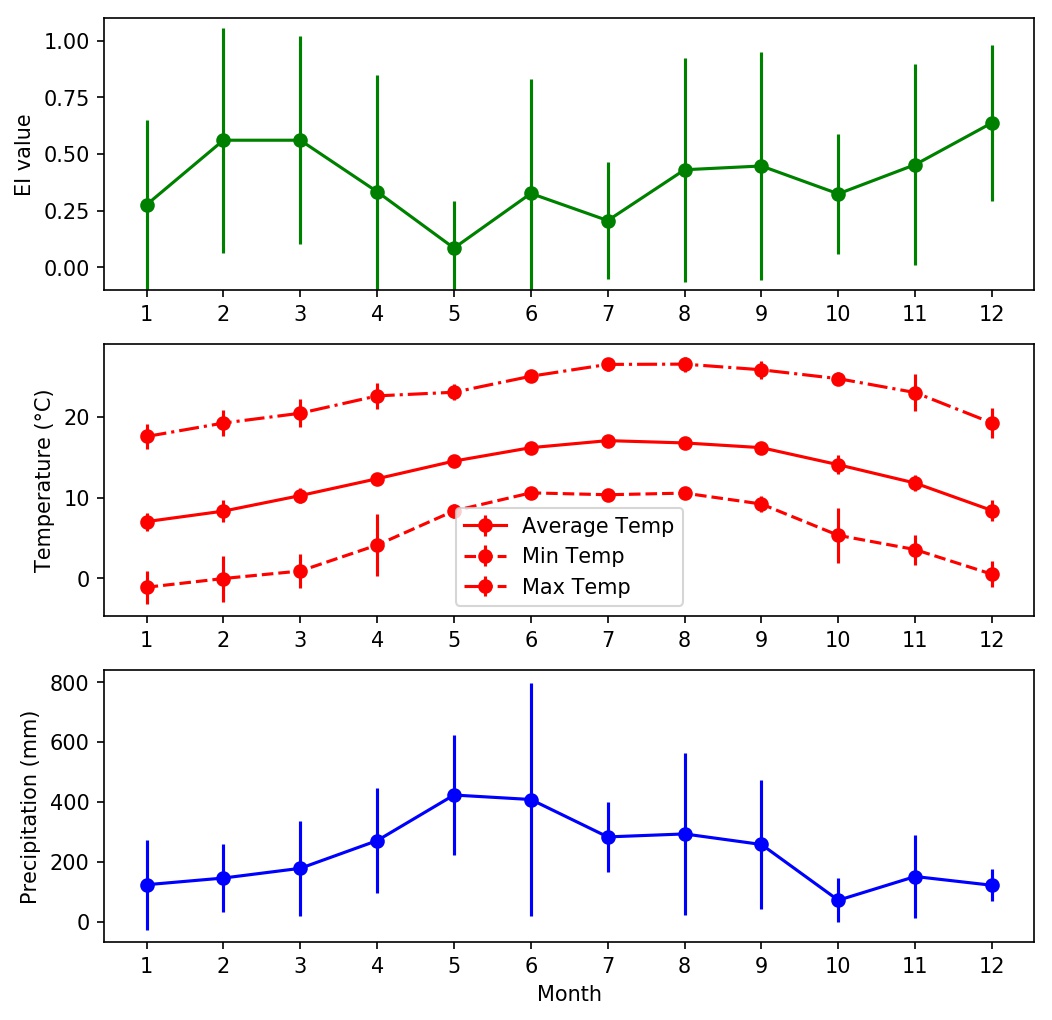 EI value
1.00
0.75
0.50
0.25
0.00
1 2 3 4 5 6 7 8 9 10 11 12
Temperature (°C)
20
10
0
Average Temp
Min Temp
Max Temp
1 2 3 4 5 6 7 8 9 10 11 12
Precipitation (mm)
800
600
400
200
0
1 2 3 4 5 6 7 8 9 10 11 12
Month